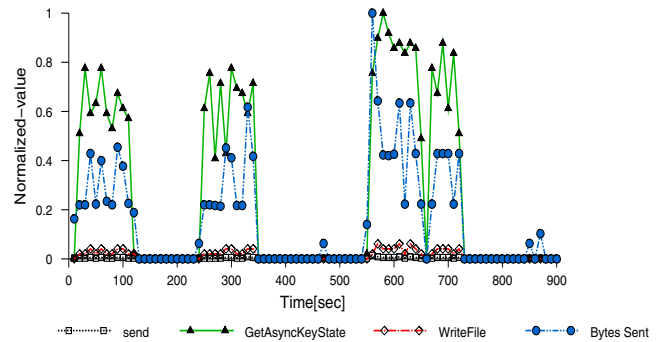 1
0.8
0.6
0.4
0.2
0
Normalized-value
0 100 200 300 400 500 600 700 800 900
Time[sec]
send GetAsyncKeyState WriteFile Bytes Sent